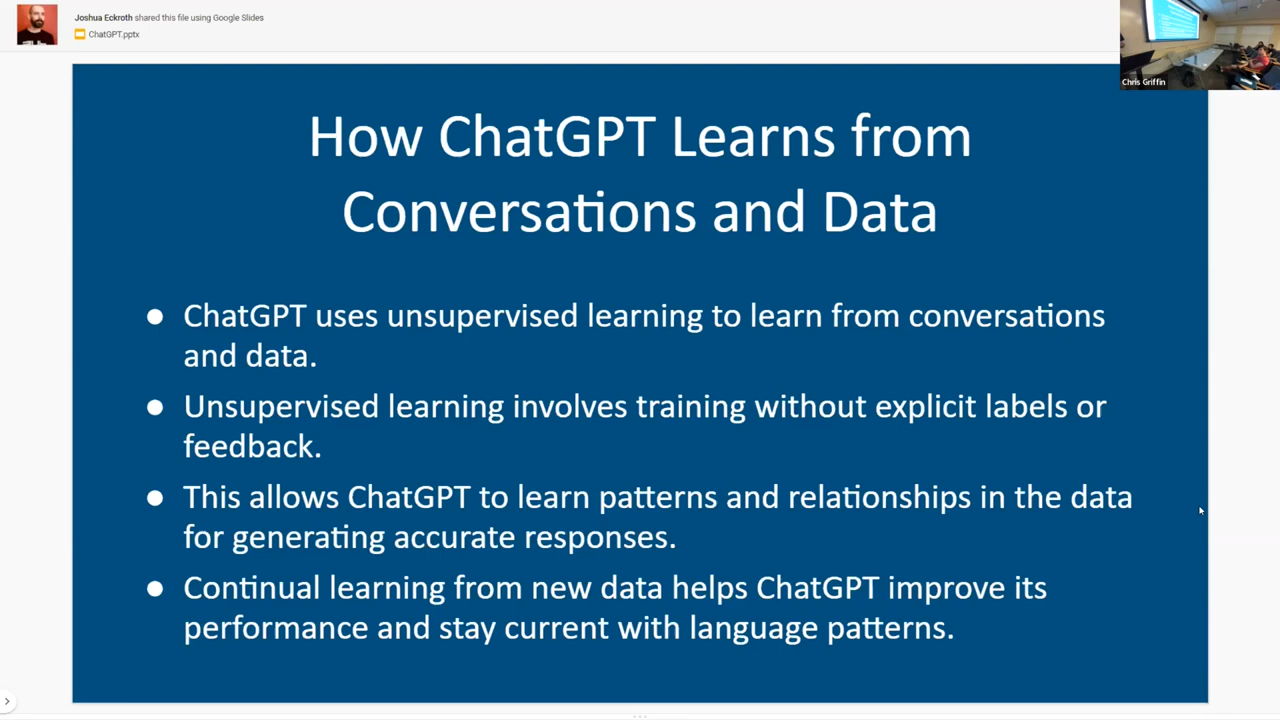 Joshua Eckroth shared this file using Google Slides
ChatGPT.pptx
Chris Griffin
How ChatGPT Learns from
Conversations and Data
● ChatGPT uses unsupervised learning to learn from conversations
and data.
● Unsupervised learning involves training without explicit labels or
feedback.
● This allows ChatGPT to learn patterns and relationships in the data
for generating accurate responses.
● Continual learning from new data helps ChatGPT improve its
performance and stay current with language patterns.